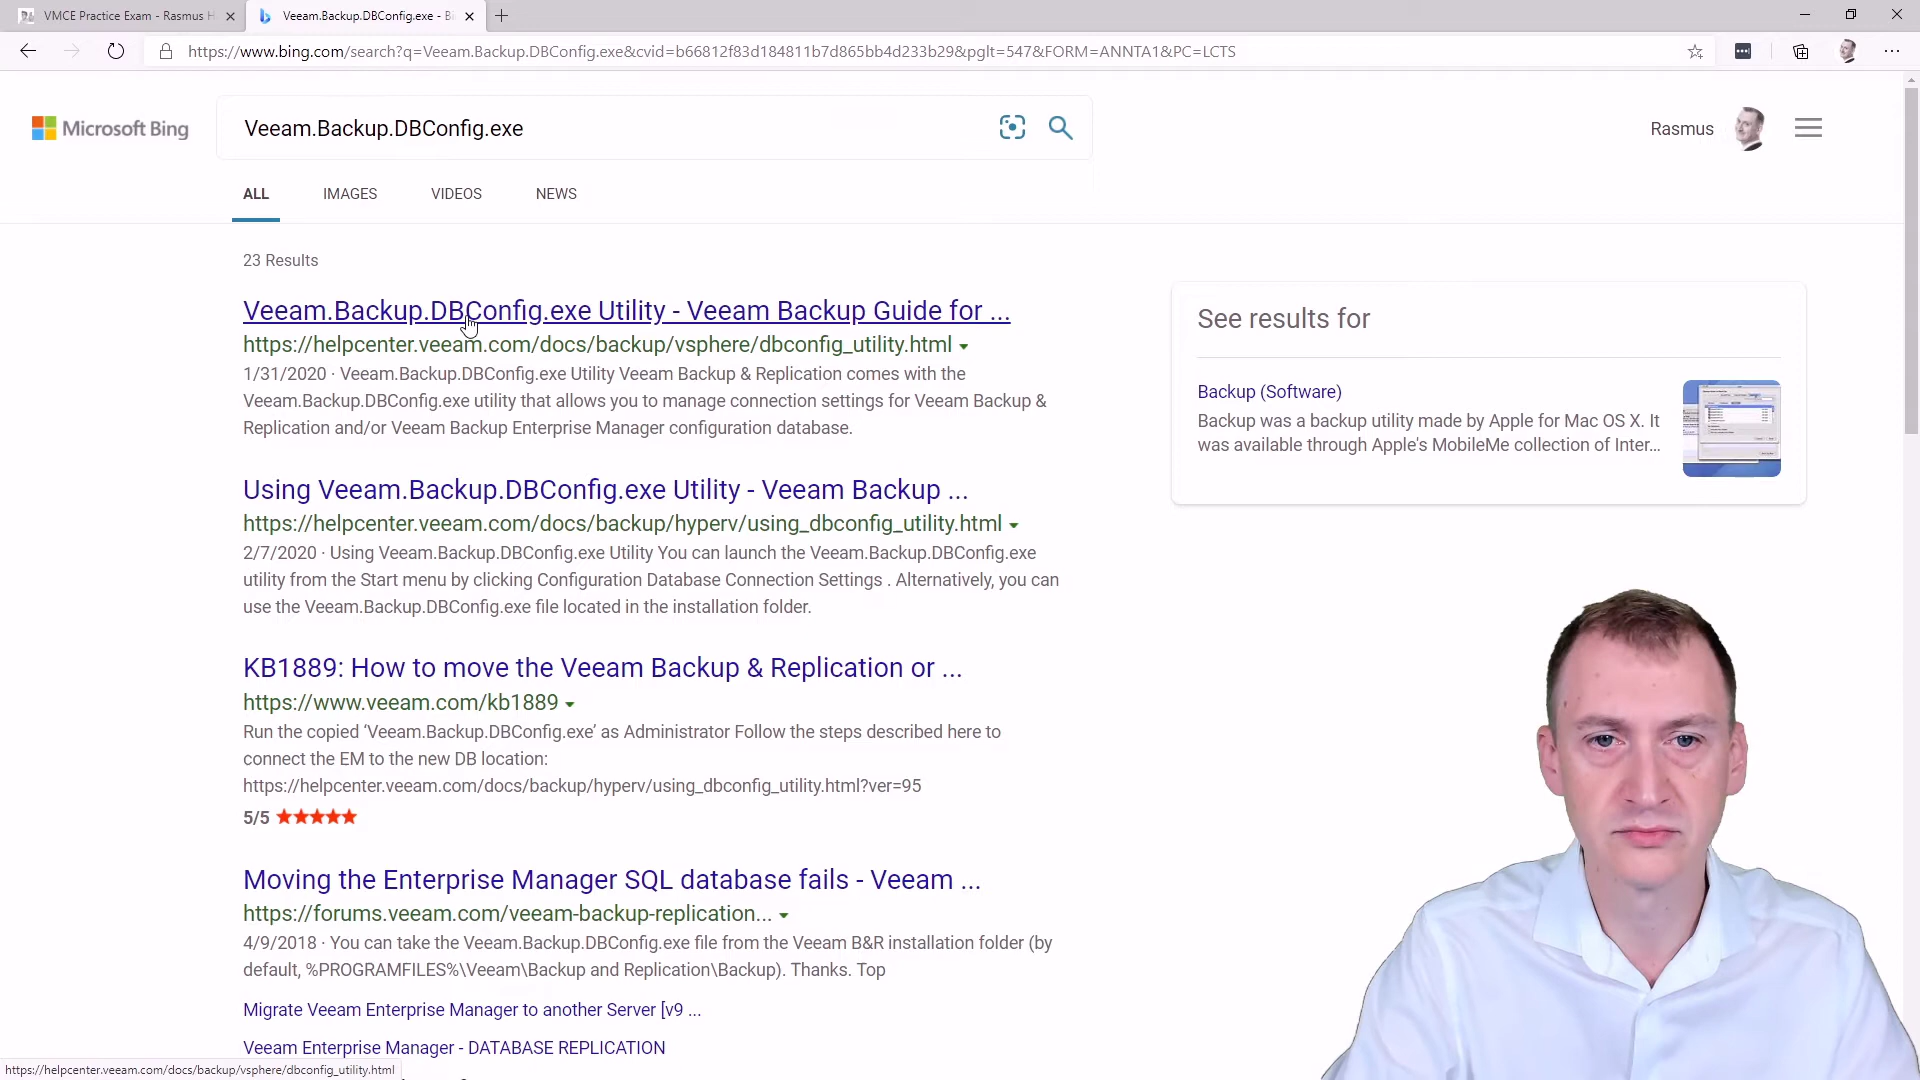 VMCE Practice Exam - Rasmus H
Veeam.Backup.DBConfig.exe - Bi
https://www.bing.com/search?q=Veeam.Backup.DBConfig.exe&cvid=b66812f83d184811b7d865bb4d233b29&pglt=547&FORM=ANNTA1&PC=LCTS
Microsoft Bing
Veeam.Backup.DBConfig.exe
Rasmus
ALL
IMAGES
VIDEOS
NEWS
23 Results
Veeam.Backup.DBConfig.exe Utility - Veeam Backup Guide for ...
https://helpcenter.veeam.com/docs/backup/vsphere/dbconfig_utility.html
1/31/2020 · Veeam.Backup.DBConfig.exe Utility Veeam Backup & Replication comes with the
Veeam.Backup.DBConfig.exe utility that allows you to manage connection settings for Veeam Backup &
Replication and/or Veeam Backup Enterprise Manager configuration database.
Using Veeam.Backup.DBConfig.exe Utility - Veeam Backup ...
https://helpcenter.veeam.com/docs/backup/hyperv/using_dbconfig_utility.html
2/7/2020 · Using Veeam.Backup.DBConfig.exe Utility You can launch the Veeam.Backup.DBConfig.exe
utility from the Start menu by clicking Configuration Database Connection Settings . Alternatively, you can
use the Veeam.Backup.DBConfig.exe file located in the installation folder.
KB1889: How to move the Veeam Backup & Replication or ...
https://www.veeam.com/kb1889
Run the copied ‘Veeam.Backup.DBConfig.exe’ as Administrator Follow the steps described here to
connect the EM to the new DB location:
https://helpcenter.veeam.com/docs/backup/hyperv/using_dbconfig_utility.html?ver=95
5/5
Moving the Enterprise Manager SQL database fails - Veeam ...
https://forums.veeam.com/veeam-backup-replication...
4/9/2018 · You can take the Veeam.Backup.DBConfig.exe file from the Veeam B&R installation folder (by
default, %PROGRAMFILES%\Veeam\Backup and Replication\Backup). Thanks. Top
Migrate Veeam Enterprise Manager to another Server [v9 ...
Veeam Enterprise Manager - DATABASE REPLICATION
See results for
Backup (Software)
Backup was a backup utility made by Apple for Mac OS X. It
was available through Apple's MobileMe collection of Inter...
https://helpcenter.veeam.com/docs/backup/vsphere/dbconfig_utility.html